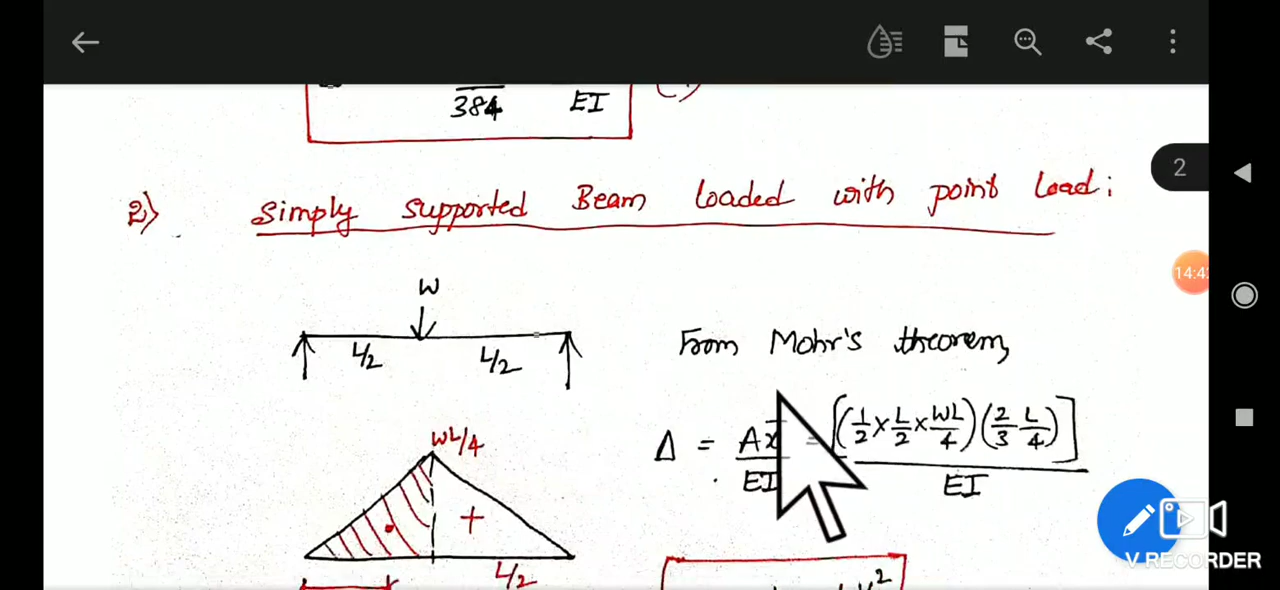 384 EI
2
2) Simply supported Beam loaded with point load:
14:4
W
L/2 L/2
From Mohr's theorem,
Δ = Ax̄/EI = [(1/2 × L/2 × WL/4)(2/3 L/4)]/EI
WL/4
+
L/2
V RECORDER